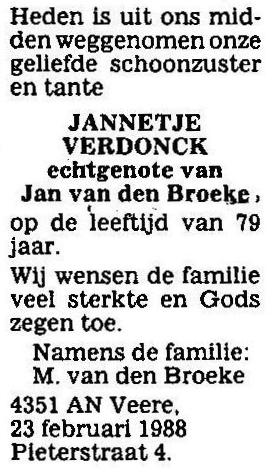 Heden is uit ons mid-
den weggenomen onze
geliefde schoonzuster
en tante
JANNETJE
VERDONCK
echtgenote van
Jan van den Broeke,
op de leeftijd van 79
jaar.
Wij wensen de familie
veel sterkte en Gods
zegen toe.
Namens de familie:
M. van den Broeke
4351 AN Veere,
23 februari 1988
Pieterstraat 4.